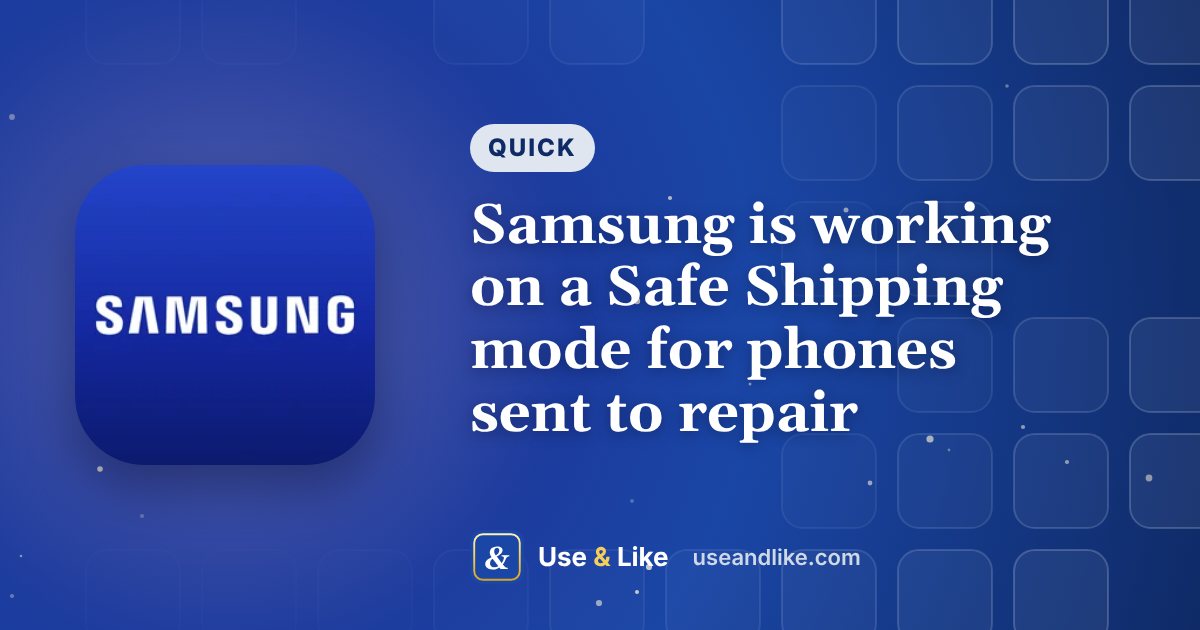 SAMSUNG
QUICK
Samsung is working
on a Safe Shipping
mode for phones
sent to repair
& Use & Like useandlike.com